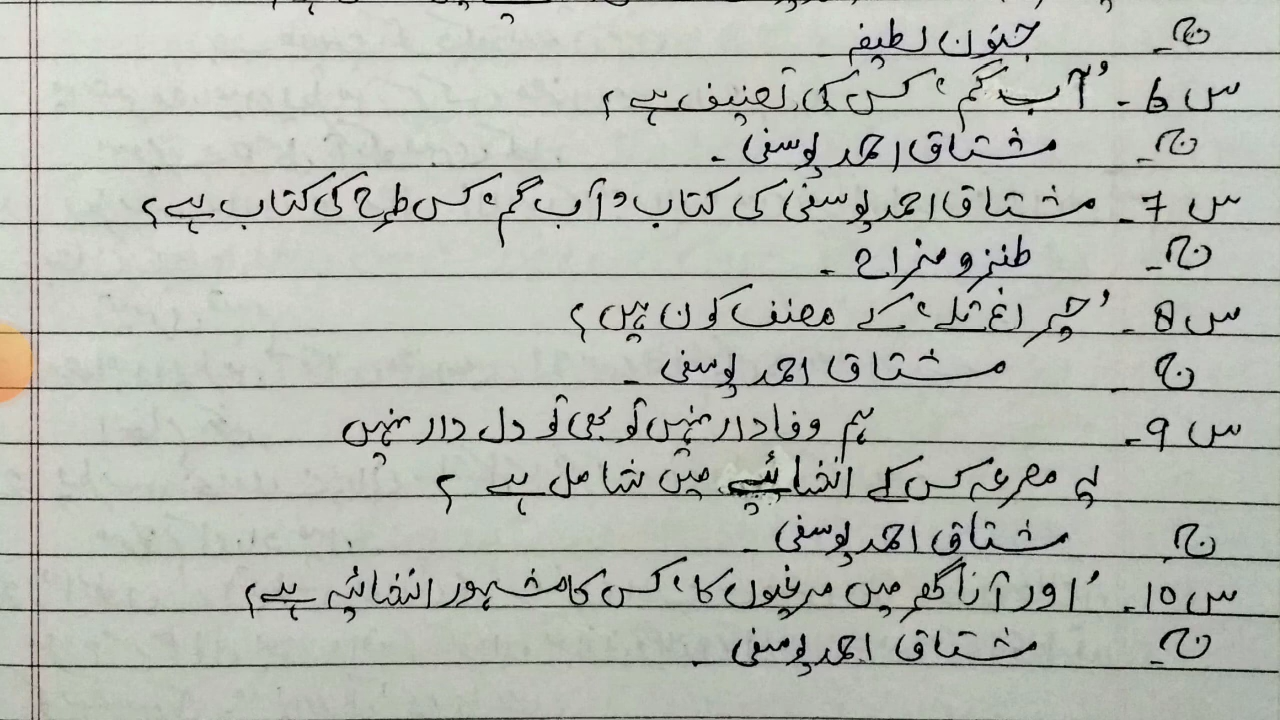 ج۔ جنون لطیفہ
س 6۔ 'آب گم' کس کی تصنیف ہے؟
ج۔ مشتاق احمد یوسفی۔
س 7۔ مشتاق احمد یوسفی کی کتاب 'آب گم' کس طرح کی کتاب ہے؟
ج۔ طنز و مزاح۔
س 8۔ 'چراغ تلے' کے مصنف کون ہیں؟
ج۔ مشتاق احمد یوسفی۔
س 9۔ ہم وفادار نہیں تو بھی تو دل دار نہیں
یہ مصرعہ کس کے انشائیے میں شامل ہے؟
ج مشتاق احمد یوسفی۔
س 10۔ 'اور آنا گھر میں مرغیوں کا' کس کا مشہور انشائیہ ہے؟
ج۔ مشتاق احمد یوسفی۔